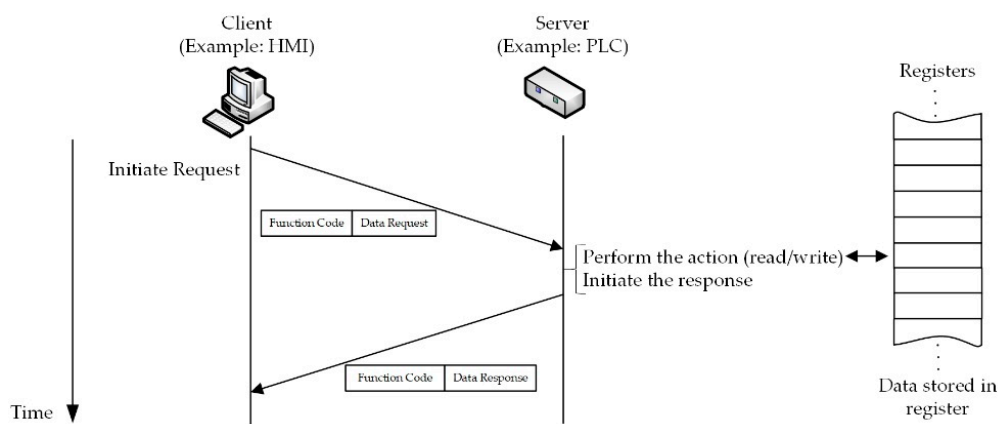 Client
(Example: HMI)
Server
(Example: PLC)
Registers
Initiate Request
Function Code
Data Request
Perform the action (read/write)
Initiate the response
Function Code
Data Response
Data stored in
register
Time